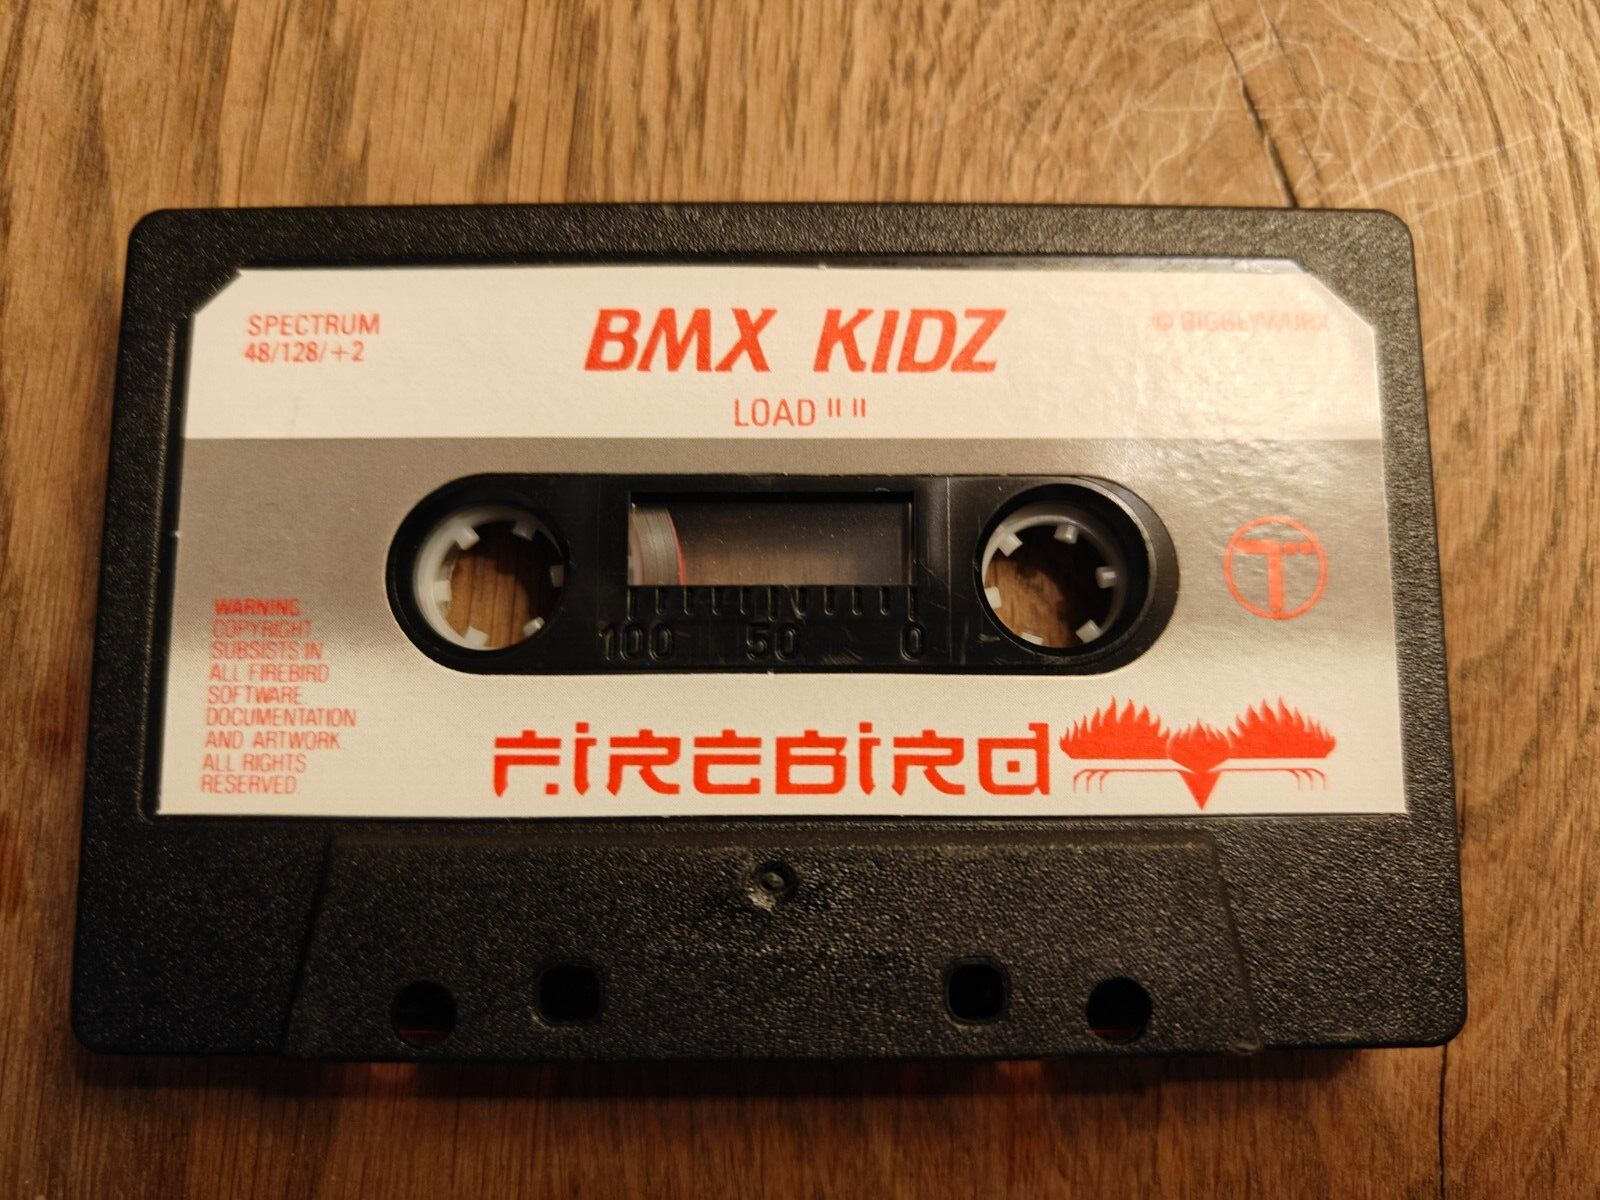 SPECTRUM
48/128/+2
BMX KIDZ
LOAD " "
© GIGGLYWURX
100 50 0
T
WARNING
COPYRIGHT
SUBSISTS IN
ALL FIREBIRD
SOFTWARE
DOCUMENTATION
AND ARTWORK
ALL RIGHTS
RESERVED
FIREBIRD